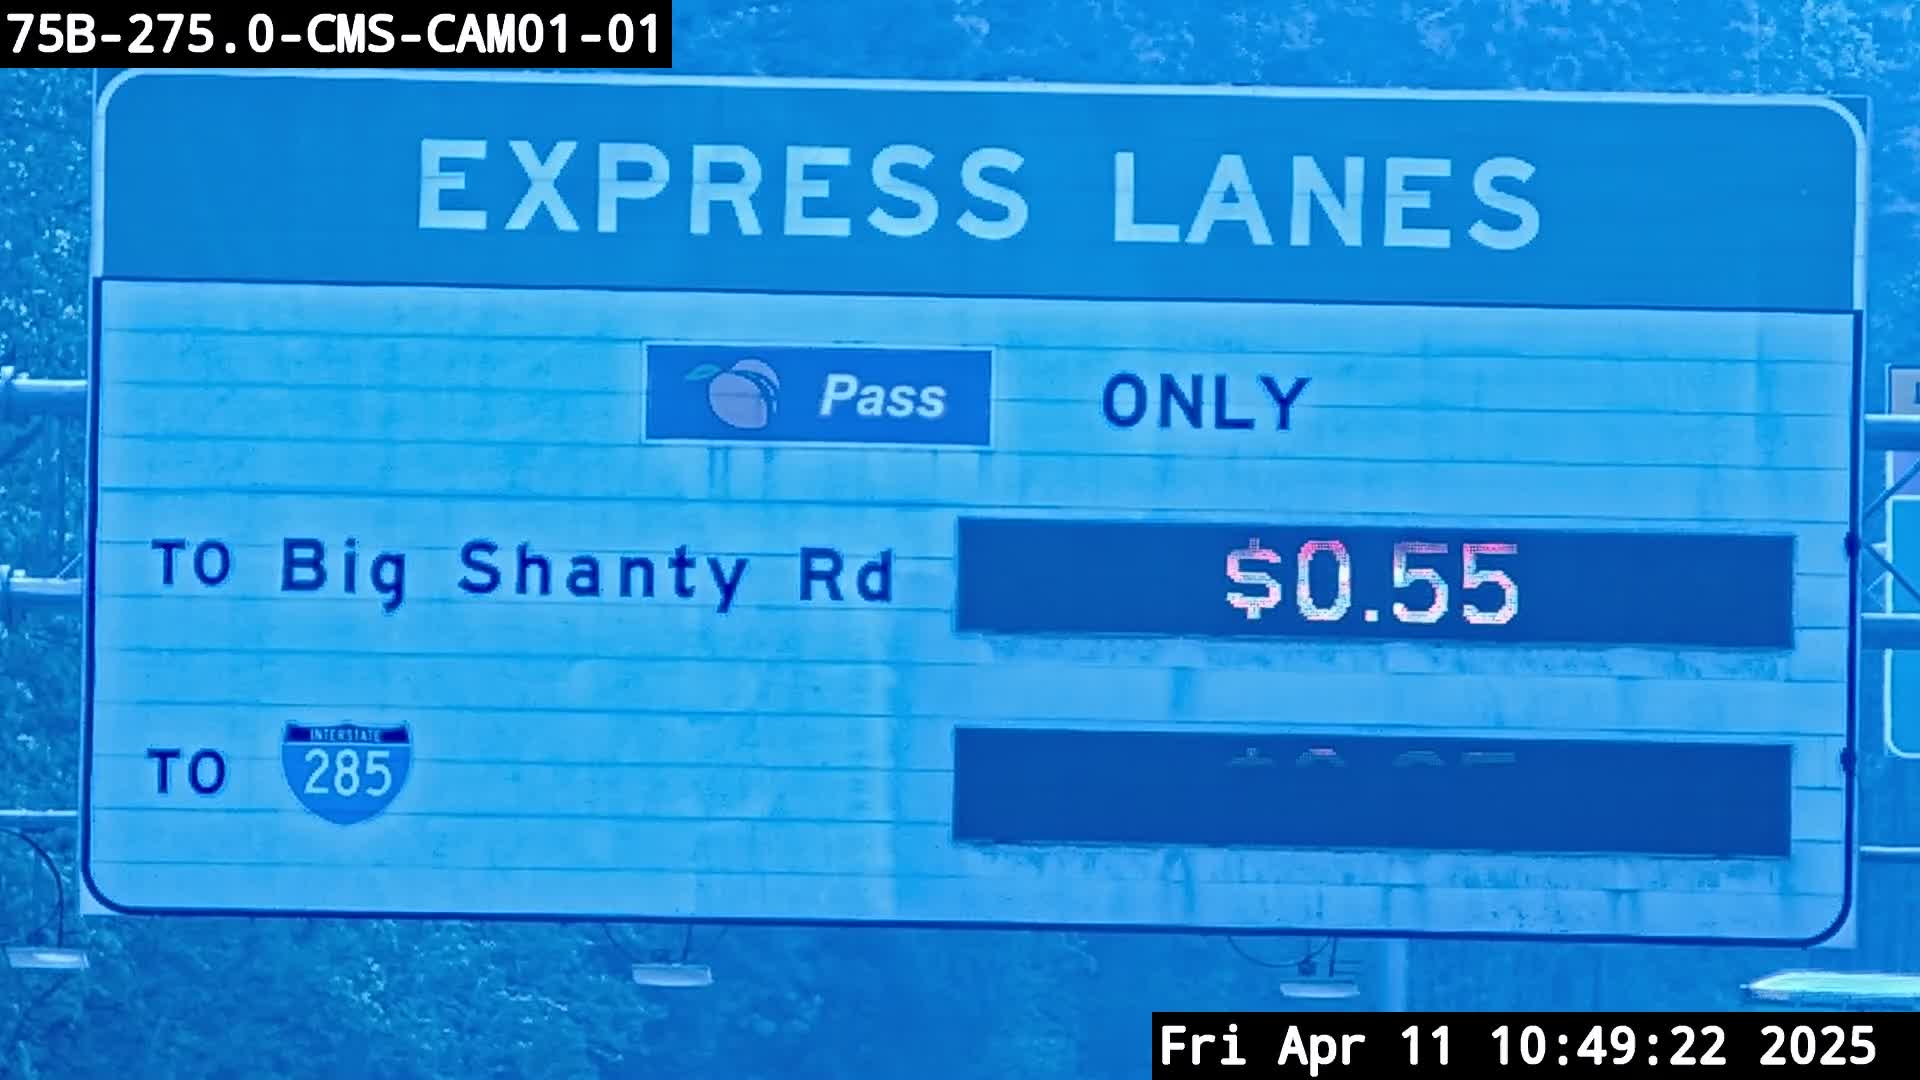 75B-275.0-CMS-CAM01-01
EXPRESS LANES
Pass ONLY
TO Big Shanty Rd $0.55
TO INTERSTATE 285
Fri Apr 11 10:49:22 2025